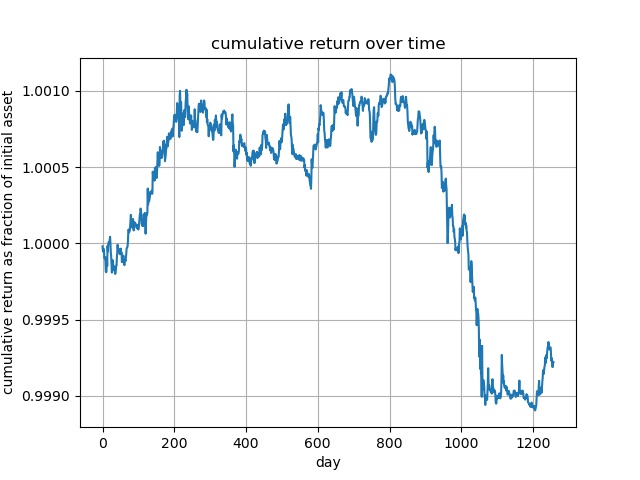 cumulative return over time
cumulative return as fraction of initial asset
1.0010
1.0005
1.0000
0.9995
0.9990
0 200 400 600 800 1000 1200
day